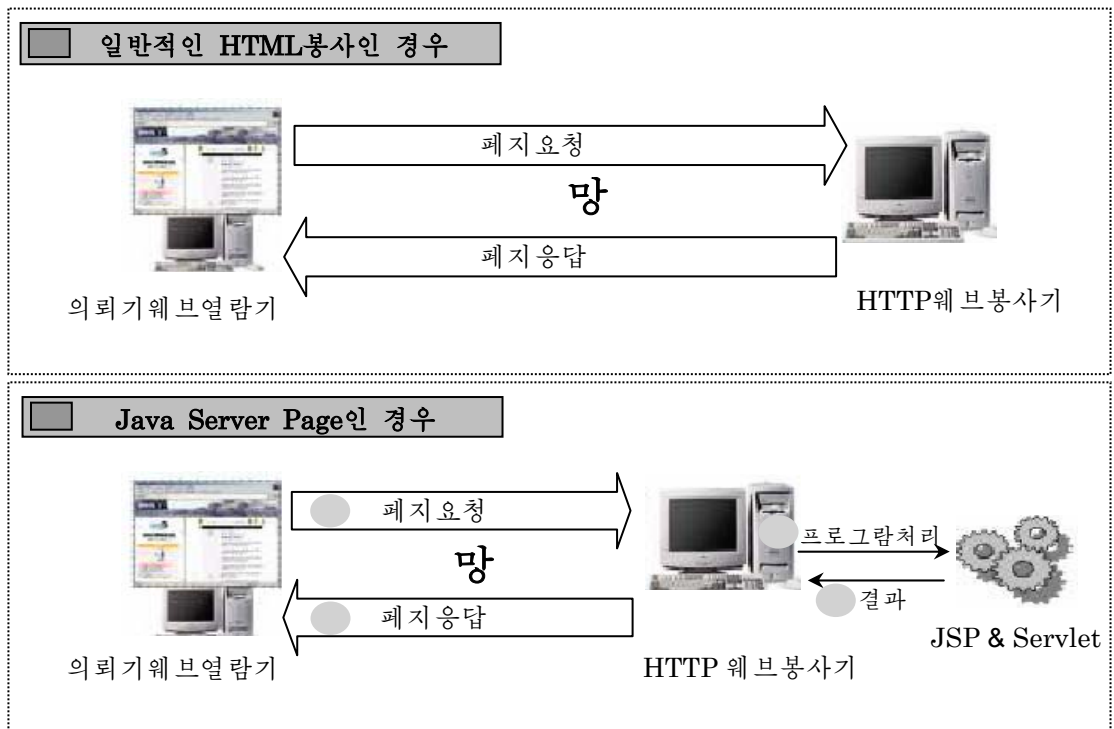 일반적인 HTML봉사인 경우
페지요청
망
페지응답
의뢰기웨브열람기
HTTP웨브봉사기
Java Server Page인 경우
페지요청
프로그람처리
망
결과
페지응답
JSP & Servlet
의뢰기웨브열람기
HTTP 웨브봉사기